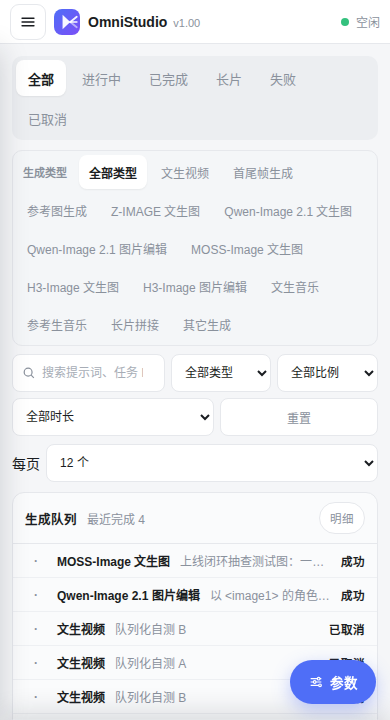 OmniStudio v1.00 空闲
全部 进行中 已完成 长片 失败
已取消
生成类型 全部类型 文生视频 首尾帧生成
参考图生成 Z-IMAGE 文生图 Qwen-Image 2.1 文生图
Qwen-Image 2.1 图片编辑 MOSS-Image 文生图
H3-Image 文生图 H3-Image 图片编辑 文生音乐
参考生音乐 长片拼接 其它生成
搜索提示词、任务 全部类型 全部比例
全部时长 重置
每页 12 个
生成队列 最近完成 4 明细
· MOSS-Image 文生图 上线闭环抽查测试图：一… 成功
· Qwen-Image 2.1 图片编辑 以 <image1> 的角色… 成功
· 文生视频 队列化自测 B 已取消
· 文生视频 队列化自测 A
· 文生视频 队列化自测 B
参数